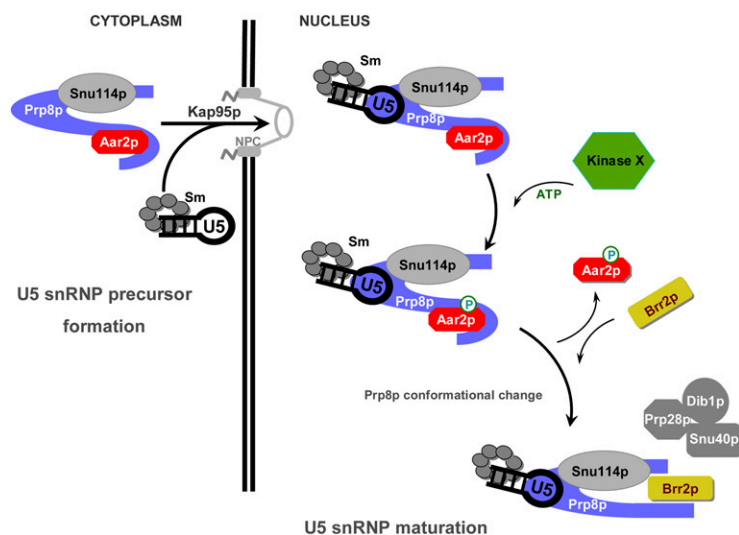 CYTOPLASM
NUCLEUS
Snu114p
Prp8p
Aar2p
Kap95p
NPC
Sm
U5
U5 snRNP precursor
formation
Sm
Snu114p
U5
Prp8p
Aar2p
Kinase X
ATP
Sm
Snu114p
U5
Prp8p
P
Aar2p
P
Aar2p
Brr2p
Prp8p conformational change
Dib1p
Prp28p
Snu40p
Snu114p
U5
Prp8p
Brr2p
U5 snRNP maturation